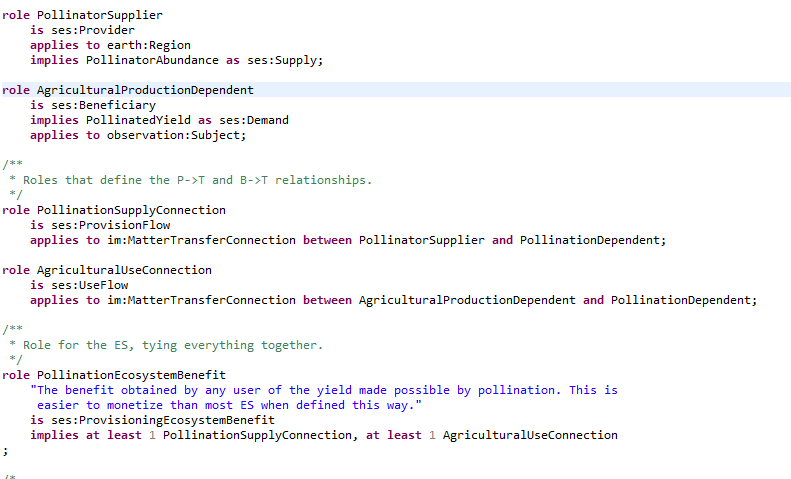 role PollinatorSupplier
    is ses:Provider
    applies to earth:Region
    implies PollinatorAbundance as ses:Supply;

role AgriculturalProductionDependent
    is ses:Beneficiary
    implies PollinatedYield as ses:Demand
    applies to observation:Subject;

/**
 * Roles that define the P->T and B->T relationships.
 */
role PollinationSupplyConnection
    is ses:ProvisionFlow
    applies to im:MatterTransferConnection between PollinatorSupplier and PollinationDependent;

role AgriculturalUseConnection
    is ses:UseFlow
    applies to im:MatterTransferConnection between AgriculturalProductionDependent and PollinationDependent;

/**
 * Role for the ES, tying everything together.
 */
role PollinationEcosystemBenefit
    "The benefit obtained by any user of the yield made possible by pollination. This is
     easier to monetize than most ES when defined this way."
    is ses:ProvisioningEcosystemBenefit
    implies at least 1 PollinationSupplyConnection, at least 1 AgriculturalUseConnection
;

/*